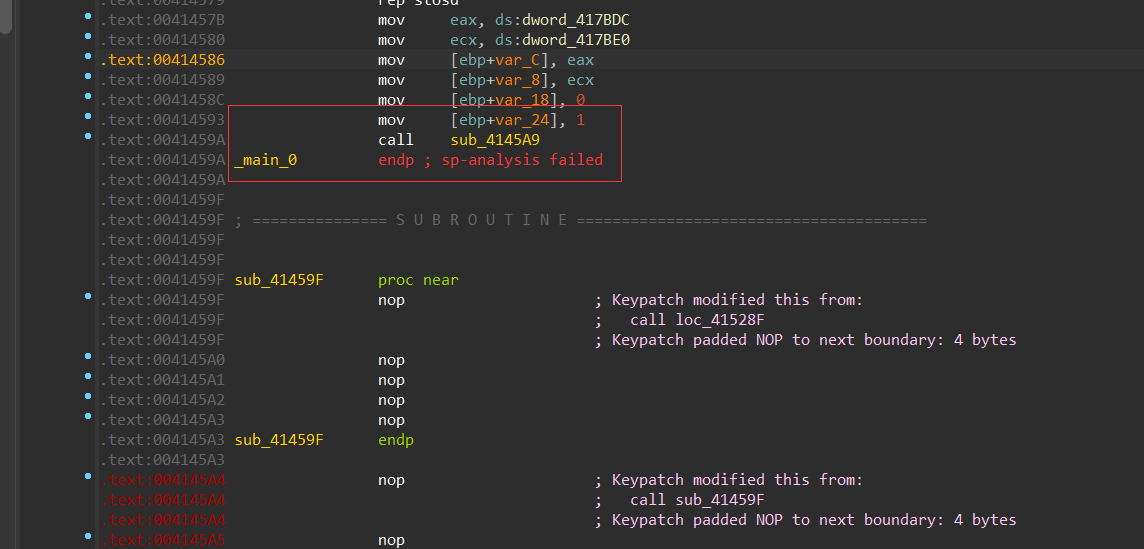 .text:00414579 rep stosd
.text:0041457B mov eax, ds:dword_417BDC
.text:00414580 mov ecx, ds:dword_417BE0
.text:00414586 mov [ebp+var_C], eax
.text:00414589 mov [ebp+var_8], ecx
.text:0041458C mov [ebp+var_18], 0
.text:00414593 mov [ebp+var_24], 1
.text:0041459A call sub_4145A9
.text:0041459A _main_0 endp ; sp-analysis failed
.text:0041459A
.text:0041459F
.text:0041459F ; =============== S U B R O U T I N E =======================================
.text:0041459F
.text:0041459F
.text:0041459F sub_41459F proc near
.text:0041459F nop ; Keypatch modified this from:
.text:0041459F ; call loc_41528F
.text:0041459F ; Keypatch padded NOP to next boundary: 4 bytes
.text:004145A0 nop
.text:004145A1 nop
.text:004145A2 nop
.text:004145A3 nop
.text:004145A3 sub_41459F endp
.text:004145A3
.text:004145A4 nop ; Keypatch modified this from:
.text:004145A4 ; call sub_41459F
.text:004145A4 ; Keypatch padded NOP to next boundary: 4 bytes
.text:004145A5 nop